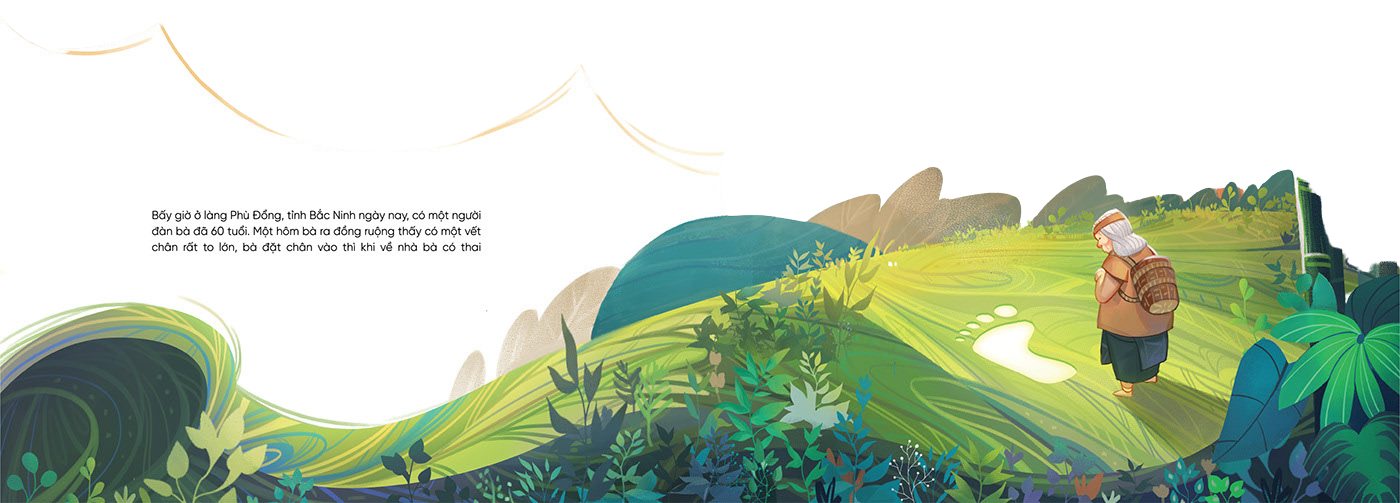 Bấy giờ ở làng Phù Đổng, tỉnh Bắc Ninh ngày nay, có một người
đàn bà đã 60 tuổi. Một hôm bà ra đồng ruộng thấy có một vết
chân rất to lớn, bà đặt chân vào thì khi về nhà bà có thai